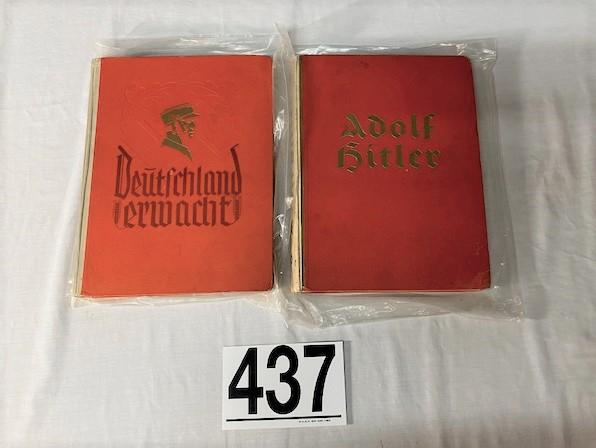 Deutschland
erwacht
Adolf
Hitler
437